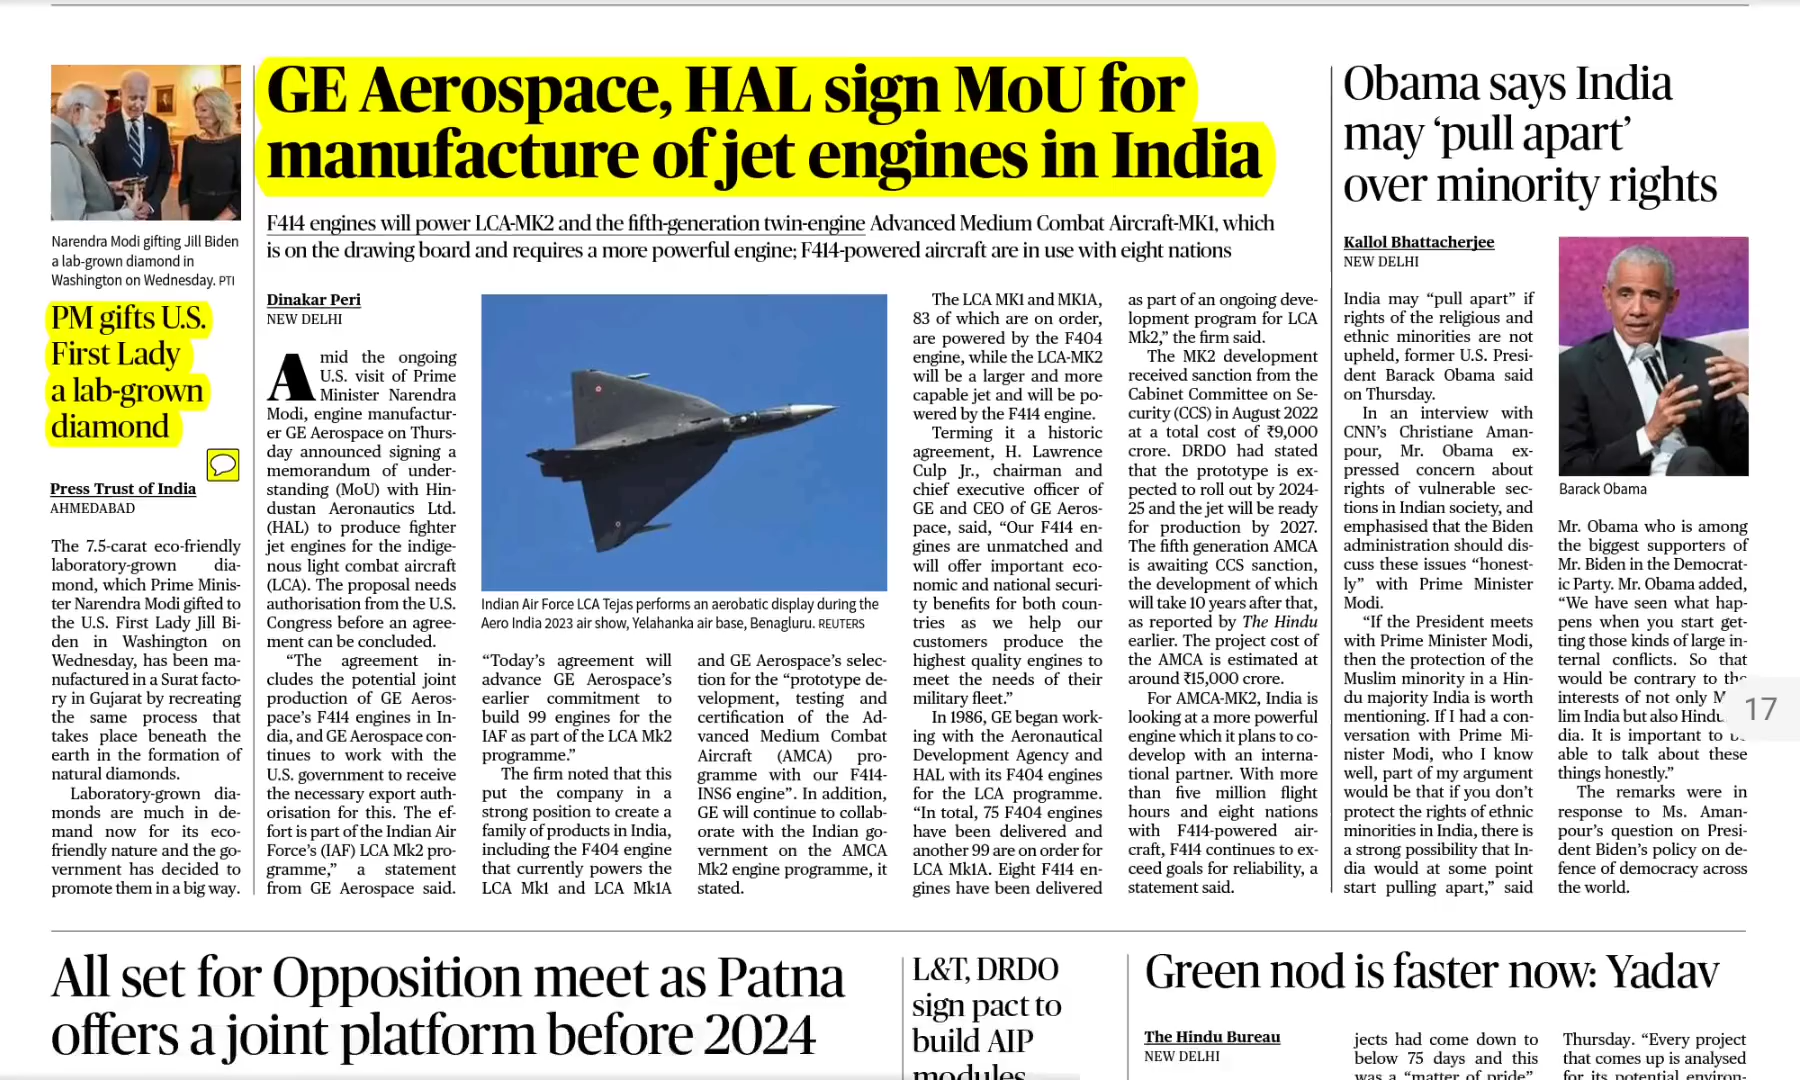 Narendra Modi gifting Jill Biden
a lab-grown diamond in
Washington on Wednesday. PTI
PM gifts U.S.
First Lady
a lab-grown
diamond
Press Trust of India
AHMEDABAD
The 7.5-carat eco-friendly
laboratory-grown dia-
mond, which Prime Minis-
ter Narendra Modi gifted to
the U.S. First Lady Jill Bi-
den in Washington on
Wednesday, has been ma-
nufactured in a Surat facto-
ry in Gujarat by recreating
the same process that
takes place beneath the
earth in the formation of
natural diamonds.
Laboratory-grown dia-
monds are much in de-
mand now for its eco-
friendly nature and the go-
vernment has decided to
promote them in a big way.
GE Aerospace, HAL sign MoU for
manufacture of jet engines in India
F414 engines will power LCA-MK2 and the fifth-generation twin-engine Advanced Medium Combat Aircraft-MK1, which
is on the drawing board and requires a more powerful engine; F414-powered aircraft are in use with eight nations
Dinakar Peri
NEW DELHI
Amid the ongoing
U.S. visit of Prime
Minister Narendra
Modi, engine manufactur-
er GE Aerospace on Thurs-
day announced signing a
memorandum of under-
standing (MoU) with Hin-
dustan Aeronautics Ltd.
(HAL) to produce fighter
jet engines for the indige-
nous light combat aircraft
(LCA). The proposal needs
authorisation from the U.S.
Congress before an agree-
ment can be concluded.
“The agreement in-
cludes the potential joint
production of GE Aeros-
pace’s F414 engines in In-
dia, and GE Aerospace con-
tinues to work with the
U.S. government to receive
the necessary export auth-
orisation for this. The ef-
fort is part of the Indian Air
Force’s (IAF) LCA Mk2 pro-
gramme,” a statement
from GE Aerospace said.
Indian Air Force LCA Tejas performs an aerobatic display during the
Aero India 2023 air show, Yelahanka air base, Benagluru. REUTERS
“Today’s agreement will
advance GE Aerospace’s
earlier commitment to
build 99 engines for the
IAF as part of the LCA Mk2
programme.”
The firm noted that this
put the company in a
strong position to create a
family of products in India,
including the F404 engine
that currently powers the
LCA Mk1 and LCA Mk1A
and GE Aerospace’s selec-
tion for the “prototype de-
velopment, testing and
certification of the Ad-
vanced Medium Combat
Aircraft (AMCA) pro-
gramme with our F414-
INS6 engine”. In addition,
GE will continue to collab-
orate with the Indian go-
vernment on the AMCA
Mk2 engine programme, it
stated.
The LCA MK1 and MK1A,
83 of which are on order,
are powered by the F404
engine, while the LCA-MK2
will be a larger and more
capable jet and will be po-
wered by the F414 engine.
Terming it a historic
agreement, H. Lawrence
Culp Jr., chairman and
chief executive officer of
GE and CEO of GE Aeros-
pace, said, “Our F414 en-
gines are unmatched and
will offer important eco-
nomic and national securi-
ty benefits for both coun-
tries as we help our
customers produce the
highest quality engines to
meet the needs of their
military fleet.”
In 1986, GE began work-
ing with the Aeronautical
Development Agency and
HAL with its F404 engines
for the LCA programme.
“In total, 75 F404 engines
have been delivered and
another 99 are on order for
LCA Mk1A. Eight F414 en-
gines have been delivered
as part of an ongoing deve-
lopment program for LCA
Mk2,” the firm said.
The MK2 development
received sanction from the
Cabinet Committee on Se-
curity (CCS) in August 2022
at a total cost of ₹9,000
crore. DRDO had stated
that the prototype is ex-
pected to roll out by 2024-
25 and the jet will be ready
for production by 2027.
The fifth generation AMCA
is awaiting CCS sanction,
the development of which
will take 10 years after that,
as reported by The Hindu
earlier. The project cost of
the AMCA is estimated at
around ₹15,000 crore.
For AMCA-MK2, India is
looking at a more powerful
engine which it plans to co-
develop with an interna-
tional partner. With more
than five million flight
hours and eight nations
with F414-powered air-
craft, F414 continues to ex-
ceed goals for reliability, a
statement said.
Obama says India
may ‘pull apart’
over minority rights
Kallol Bhattacherjee
NEW DELHI
India may “pull apart” if
rights of the religious and
ethnic minorities are not
upheld, former U.S. Presi-
dent Barack Obama said
on Thursday.
In an interview with
CNN’s Christiane Aman-
pour, Mr. Obama ex-
pressed concern about
rights of vulnerable sec-
tions in Indian society, and
emphasised that the Biden
administration should dis-
cuss these issues “honest-
ly” with Prime Minister
Modi.
“If the President meets
with Prime Minister Modi,
then the protection of the
Muslim minority in a Hin-
du majority India is worth
mentioning. If I had a con-
versation with Prime Mi-
nister Modi, who I know
well, part of my argument
would be that if you don’t
protect the rights of ethnic
minorities in India, there is
a strong possibility that In-
dia would at some point
start pulling apart,” said
Barack Obama
Mr. Obama who is among
the biggest supporters of
Mr. Biden in the Democrat-
ic Party. Mr. Obama added,
“We have seen what hap-
pens when you start get-
ting those kinds of large in-
ternal conflicts. So that
would be contrary to the
interests of not only
lim India but also Hindu
dia. It is important to be
able to talk about these
things honestly.”
The remarks were in
response to Ms. Aman-
pour’s question on Presi-
dent Biden’s policy on de-
fence of democracy across
the world.
17
All set for Opposition meet as Patna
offers a joint platform before 2024
L&T, DRDO
sign pact to
build AIP
modules
Green nod is faster now: Yadav
The Hindu Bureau
NEW DELHI
jects had come down to
below 75 days and this
was a “matter of pride”
Thursday. “Every project
that comes up is analysed
for its potential environ-